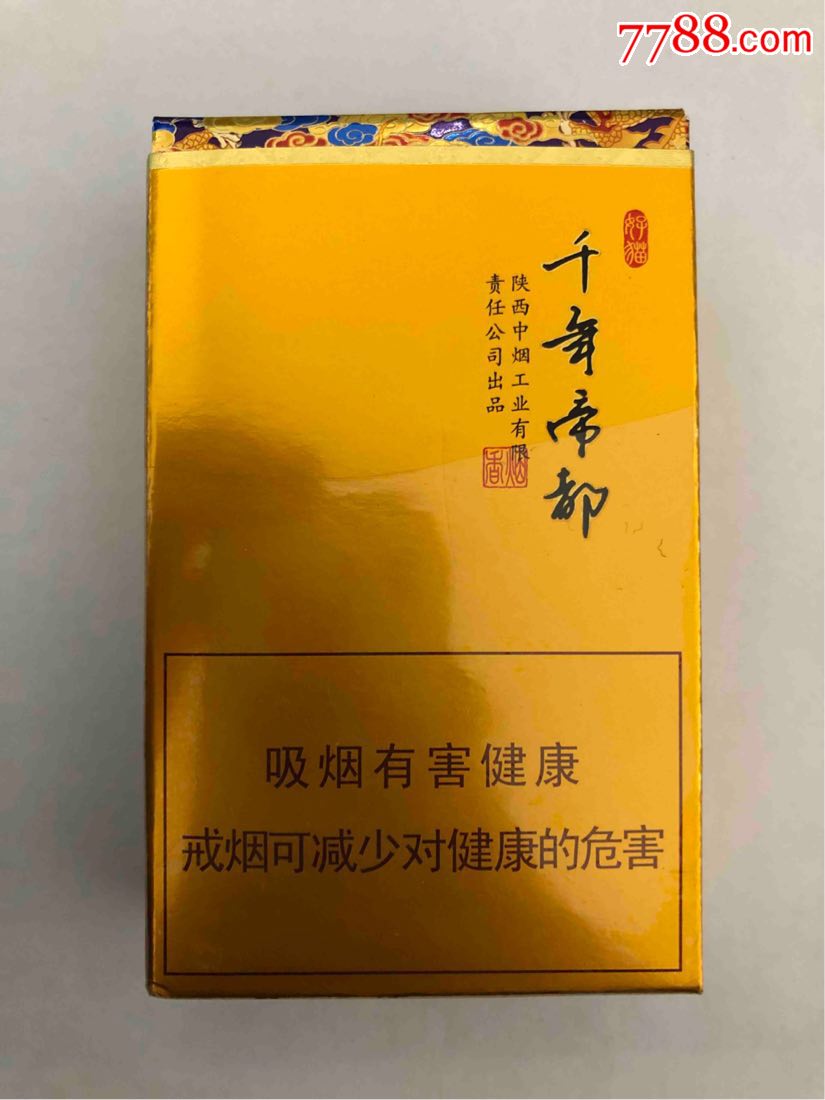 7788.com
好猫
千年帝都
陕西中烟工业有限
责任公司出品
香烟
吸烟有害健康
戒烟可减少对健康的危害